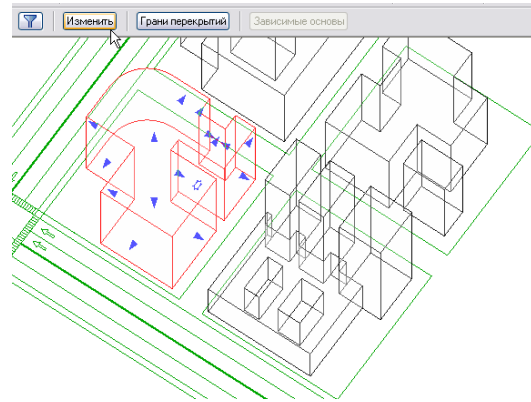 Изменить
Грани перекрытий
Зависимые основы